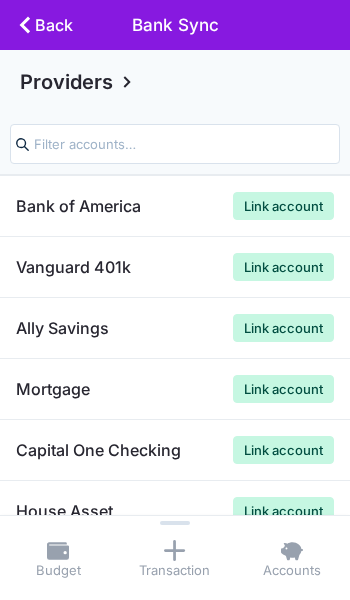 Back
Bank Sync
Providers
Filter accounts...
Bank of America
Link account
Vanguard 401k
Link account
Ally Savings
Link account
Mortgage
Link account
Capital One Checking
Link account
House Asset
Link account
Budget
Transaction
Accounts